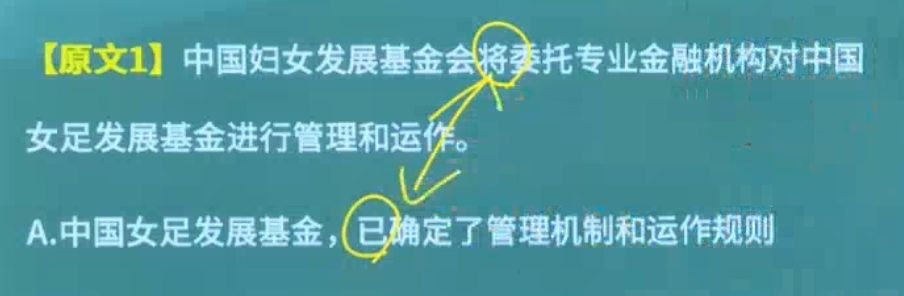 【原文1】中国妇女发展基金会将委托专业金融机构对中国
女足发展基金进行管理和运作。
A.中国女足发展基金，已确定了管理机制和运作规则